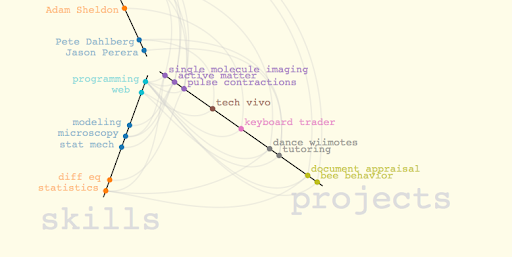 Adam Sheldon
Pete Dahlberg
Jason Perera
single molecule imaging
active matter
pulse contractions
programming
web
tech vivo
keyboard trader
modeling
microscopy
stat mech
dance wiimotes
tutoring
document appraisal
bee behavior
diff eq
statistics
projects
skills